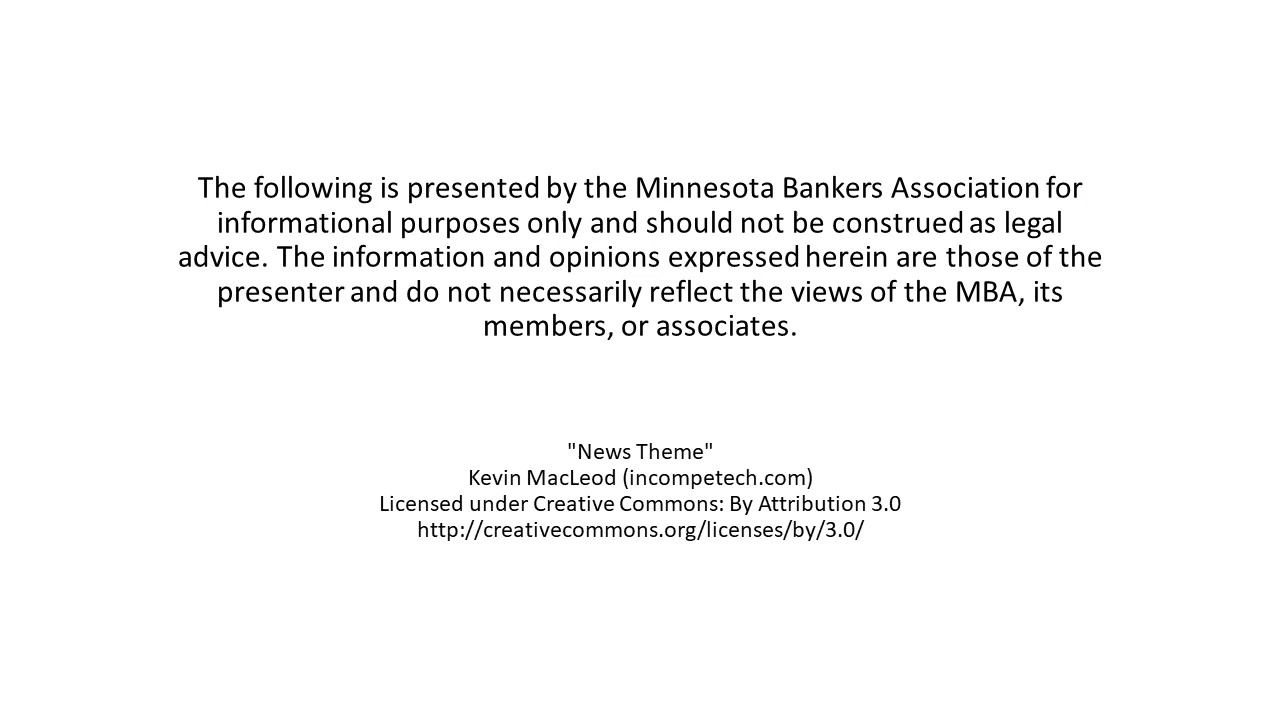 The following is presented by the Minnesota Bankers Association for
informational purposes only and should not be construed as legal
advice. The information and opinions expressed herein are those of the
presenter and do not necessarily reflect the views of the MBA, its
members, or associates.
"News Theme"
Kevin MacLeod (incompetech.com)
Licensed under Creative Commons: By Attribution 3.0
http://creativecommons.org/licenses/by/3.0/